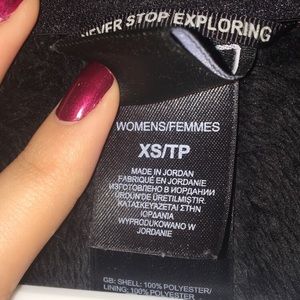 NEVER STOP EXPLORING
WOMENS/FEMMES
XS/TP
MADE IN JORDAN
FABRIQUÉ EN JORDANIE
ИЗГОТОВЛЕНО В ИОРДАНИИ
ÜRDÜN'DE ÜRETILMIŞTIR.
ΚΑΤΑΣΚΕΥΑΖΕΤΑΙ ΣΤΗΝ
ΙΟΡΔΑΝΙΑ
WYPRODUKOWANO W
JORDANIE
GB: SHELL: 100% POLYESTER/
LINING: 100% POLYESTER